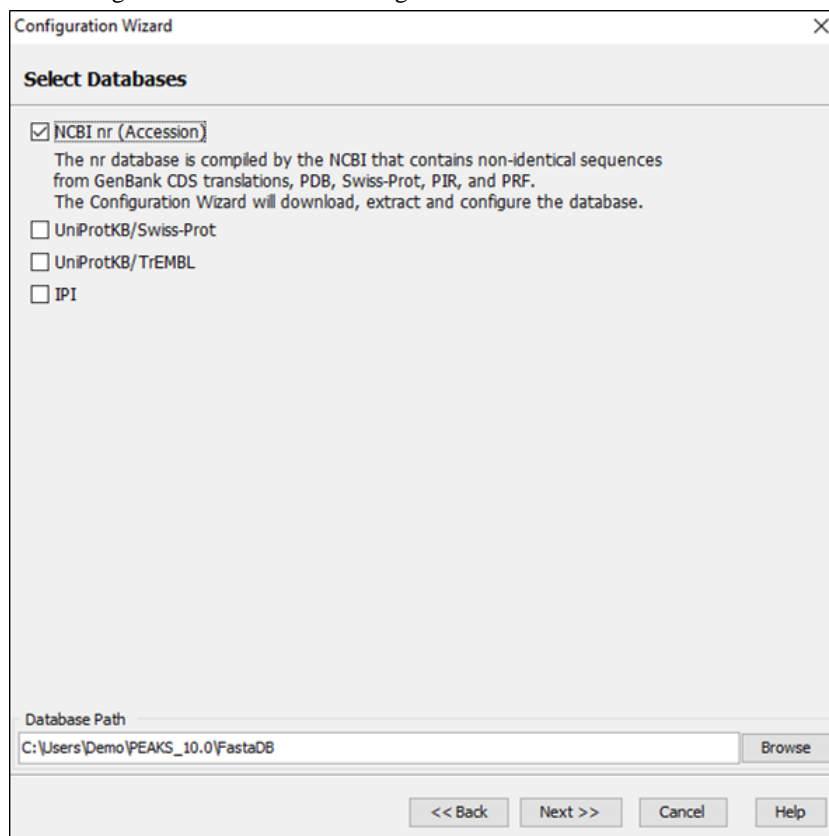 Configuration Wizard
Select Databases
NCBI nr (Accession)
The nr database is compiled by the NCBI that contains non-identical sequences
from GenBank CDS translations, PDB, Swiss-Prot, PIR, and PRF.
The Configuration Wizard will download, extract and configure the database.
UniProtKB/Swiss-Prot
UniProtKB/TrEMBL
IPI
Database Path
C:\Users\Demo\PEAKS_10.0\FastaDB
Browse
<< Back Next >> Cancel Help